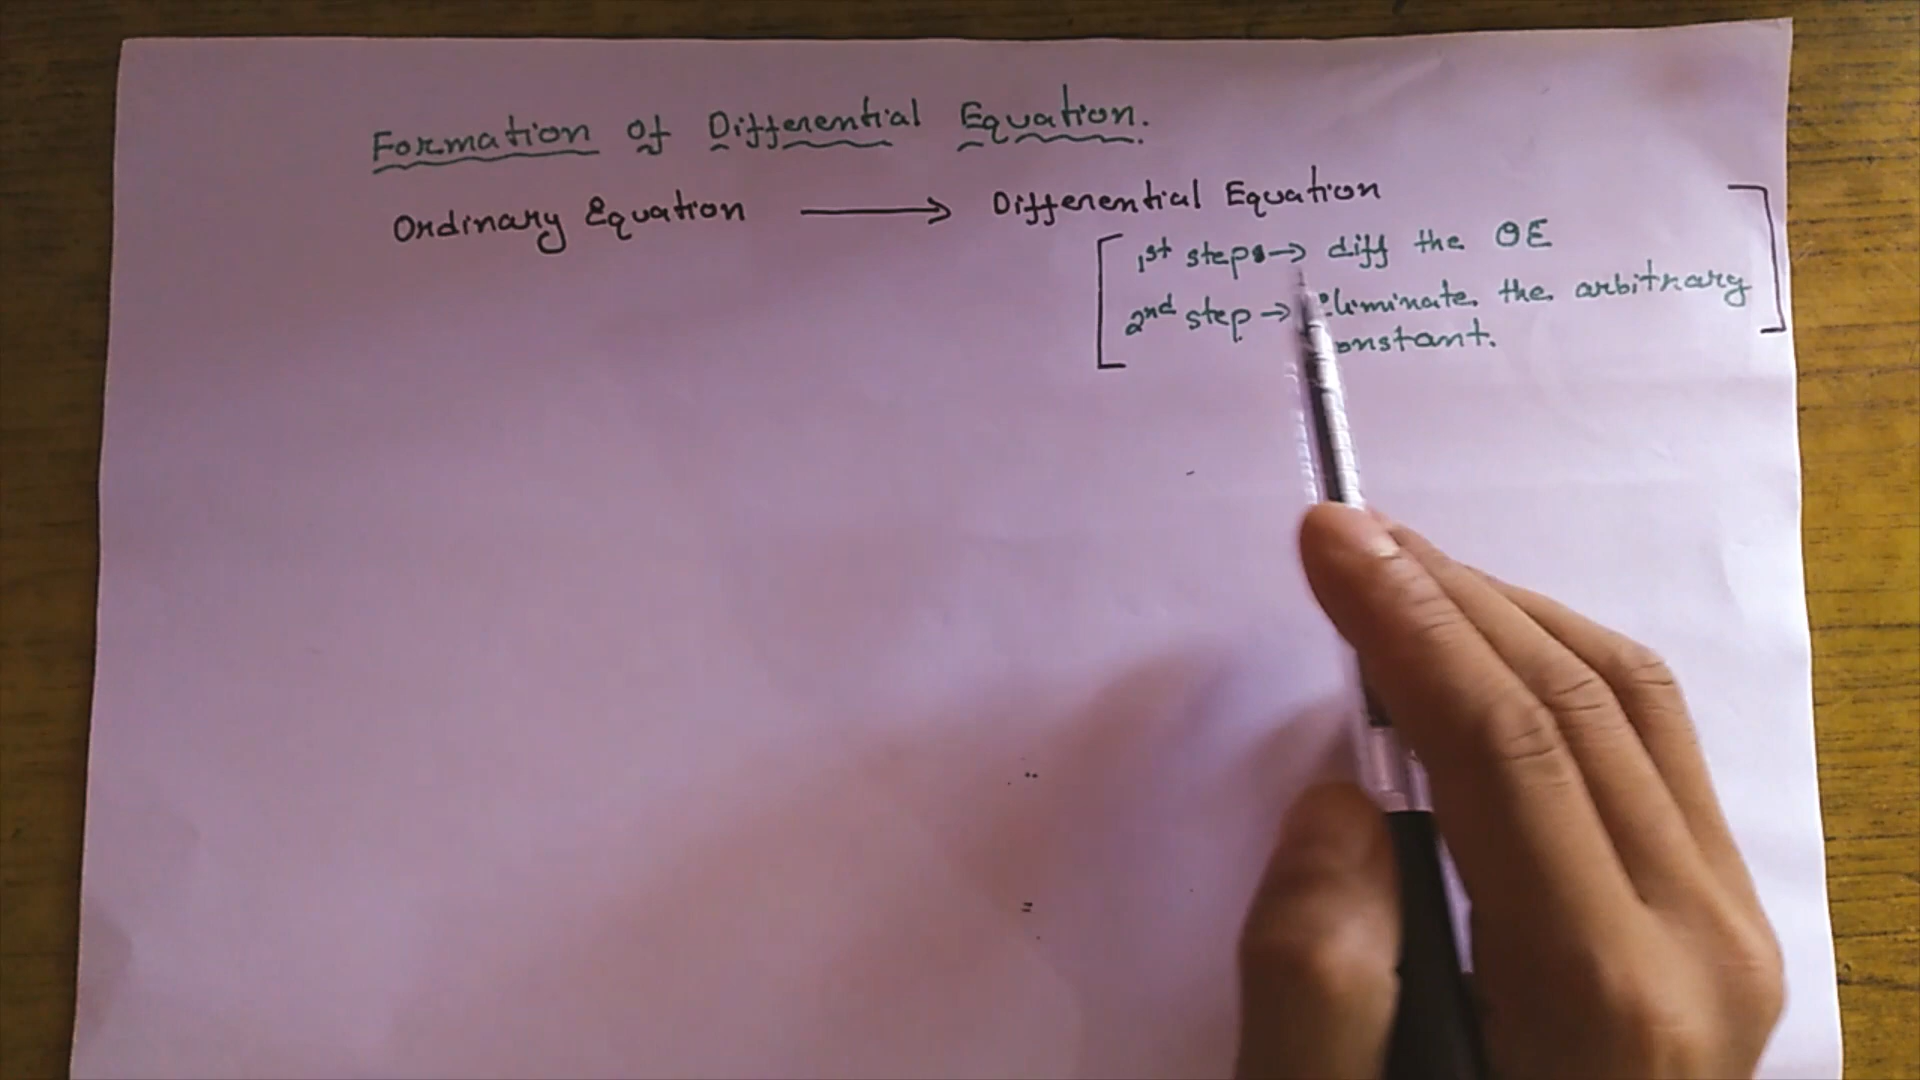 Formation of Differential Equation.
Ordinary Equation → Differential Equation
1st steps → diff the OE
2nd step → eliminate the arbitrary
constant.